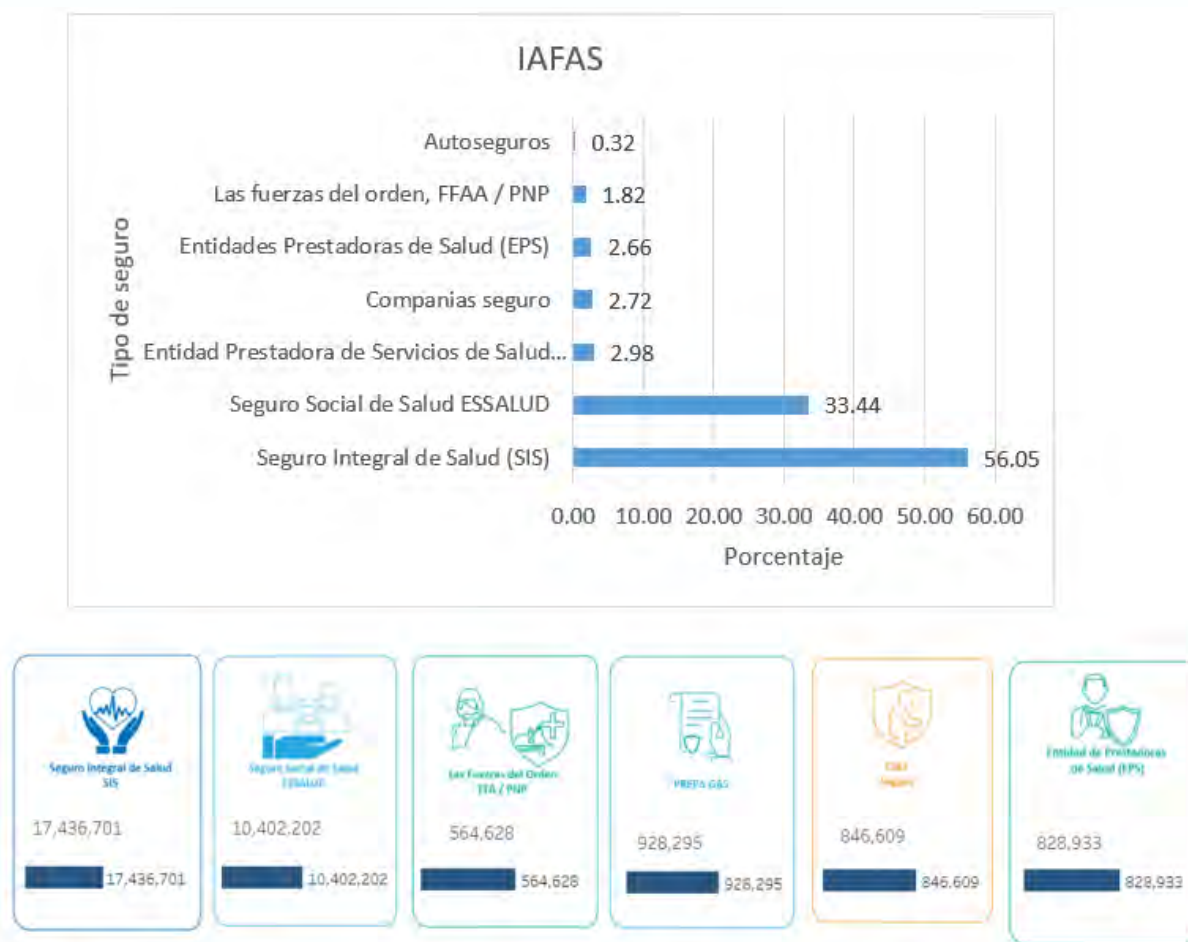 IAFAS
Tipo de seguro
Autoseguros 0.32
Las fuerzas del orden, FFAA / PNP 1.82
Entidades Prestadoras de Salud (EPS) 2.66
Companias seguro 2.72
Entidad Prestadora de Servicios de Salud... 2.98
Seguro Social de Salud ESSALUD 33.44
Seguro Integral de Salud (SIS) 56.05
0.00 10.00 20.00 30.00 40.00 50.00 60.00
Porcentaje
Seguro Integral de Salud
SIS
17,436,701
17,436,701
Seguro Social de Salud
ESSALUD
10,402,202
10,402,202
Las Fuerzas del Orden
/ PNP
564,628
564,628
928,295
928,295
846,609
846,609
Entidad de Prestadoras
de Salud (EPS)
828,933
828,933